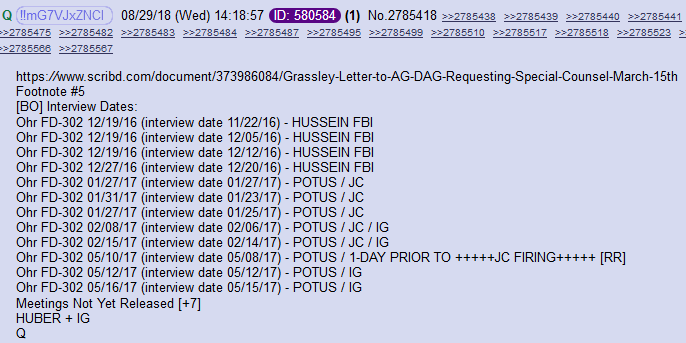 Q !!mG7VJxZNCI 08/29/18 (Wed) 14:18:57 ID: 580584 (1) No.2785418 >>2785438 >>2785439 >>2785440 >>2785441
>>2785475 >>2785482 >>2785483 >>2785484 >>2785487 >>2785495 >>2785499 >>2785510 >>2785517 >>2785518 >>2785523 >>
>>2785566 >>2785567
https://www.scribd.com/document/373986084/Grassley-Letter-to-AG-DAG-Requesting-Special-Counsel-March-15th
Footnote #5
[BO] Interview Dates:
Ohr FD-302 12/19/16 (interview date 11/22/16) - HUSSEIN FBI
Ohr FD-302 12/19/16 (interview date 12/05/16) - HUSSEIN FBI
Ohr FD-302 12/19/16 (interview date 12/12/16) - HUSSEIN FBI
Ohr FD-302 12/27/16 (interview date 12/20/16) - HUSSEIN FBI
Ohr FD-302 01/27/17 (interview date 01/27/17) - POTUS / JC
Ohr FD-302 01/31/17 (interview date 01/23/17) - POTUS / JC
Ohr FD-302 01/27/17 (interview date 01/25/17) - POTUS / JC
Ohr FD-302 02/08/17 (interview date 02/06/17) - POTUS / JC / IG
Ohr FD-302 02/15/17 (interview date 02/14/17) - POTUS / JC / IG
Ohr FD-302 05/10/17 (interview date 05/08/17) - POTUS / 1-DAY PRIOR TO +++++JC FIRING+++++ [RR]
Ohr FD-302 05/12/17 (interview date 05/12/17) - POTUS / IG
Ohr FD-302 05/16/17 (interview date 05/15/17) - POTUS / IG
Meetings Not Yet Released [+7]
HUBER + IG
Q